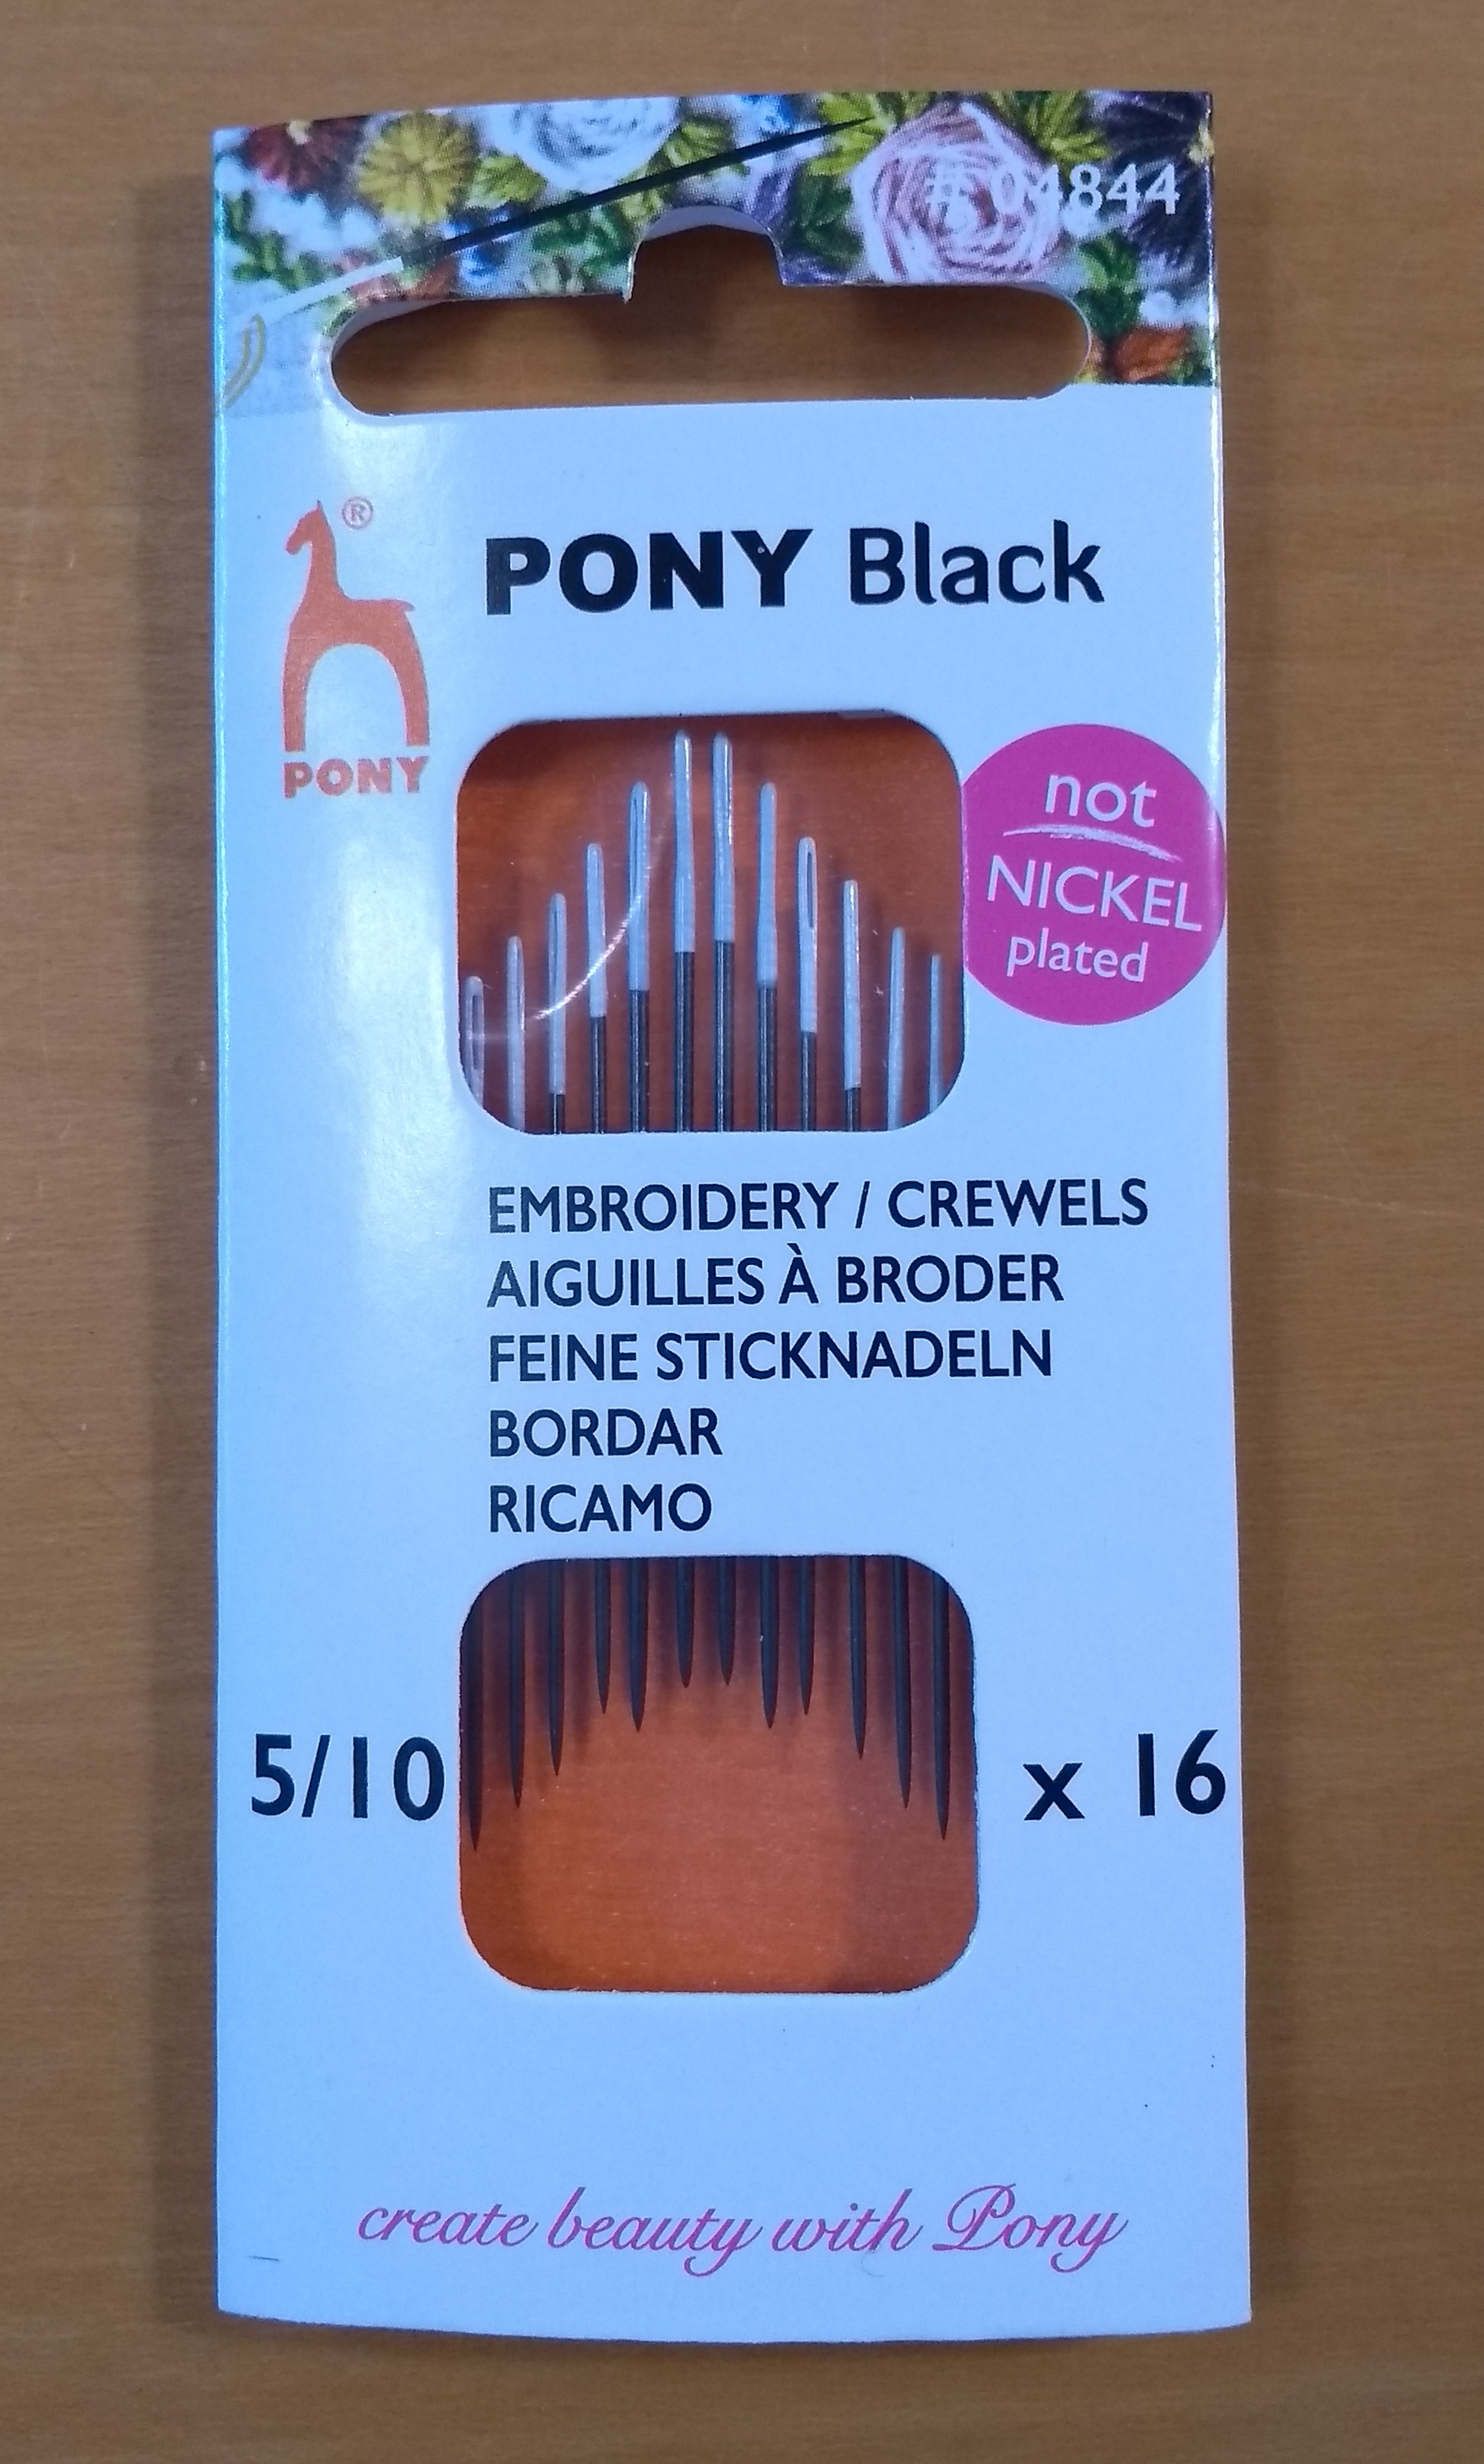 # 04844
®
PONY
PONY Black
not
NICKEL
plated
EMBROIDERY / CREWELS
AIGUILLES À BRODER
FEINE STICKNADELN
BORDAR
RICAMO
5/10 x 16
create beauty with Pony